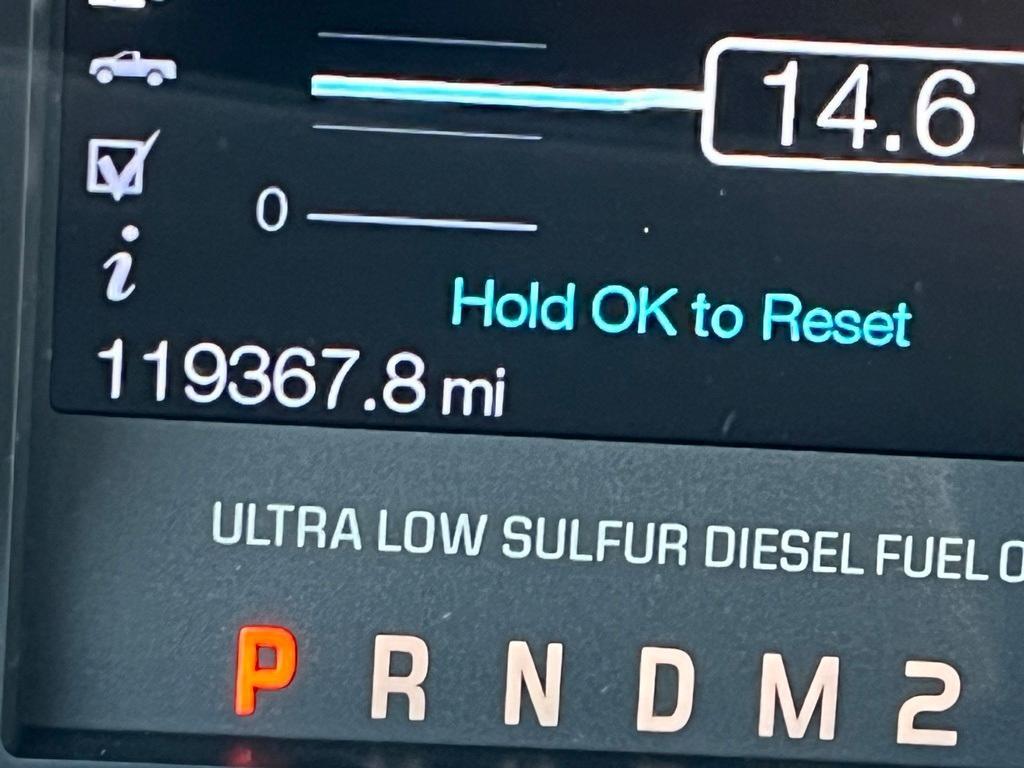 14.6
0
i
Hold OK to Reset
119367.8 mi
ULTRA LOW SULFUR DIESEL FUEL O
P R N D M 2